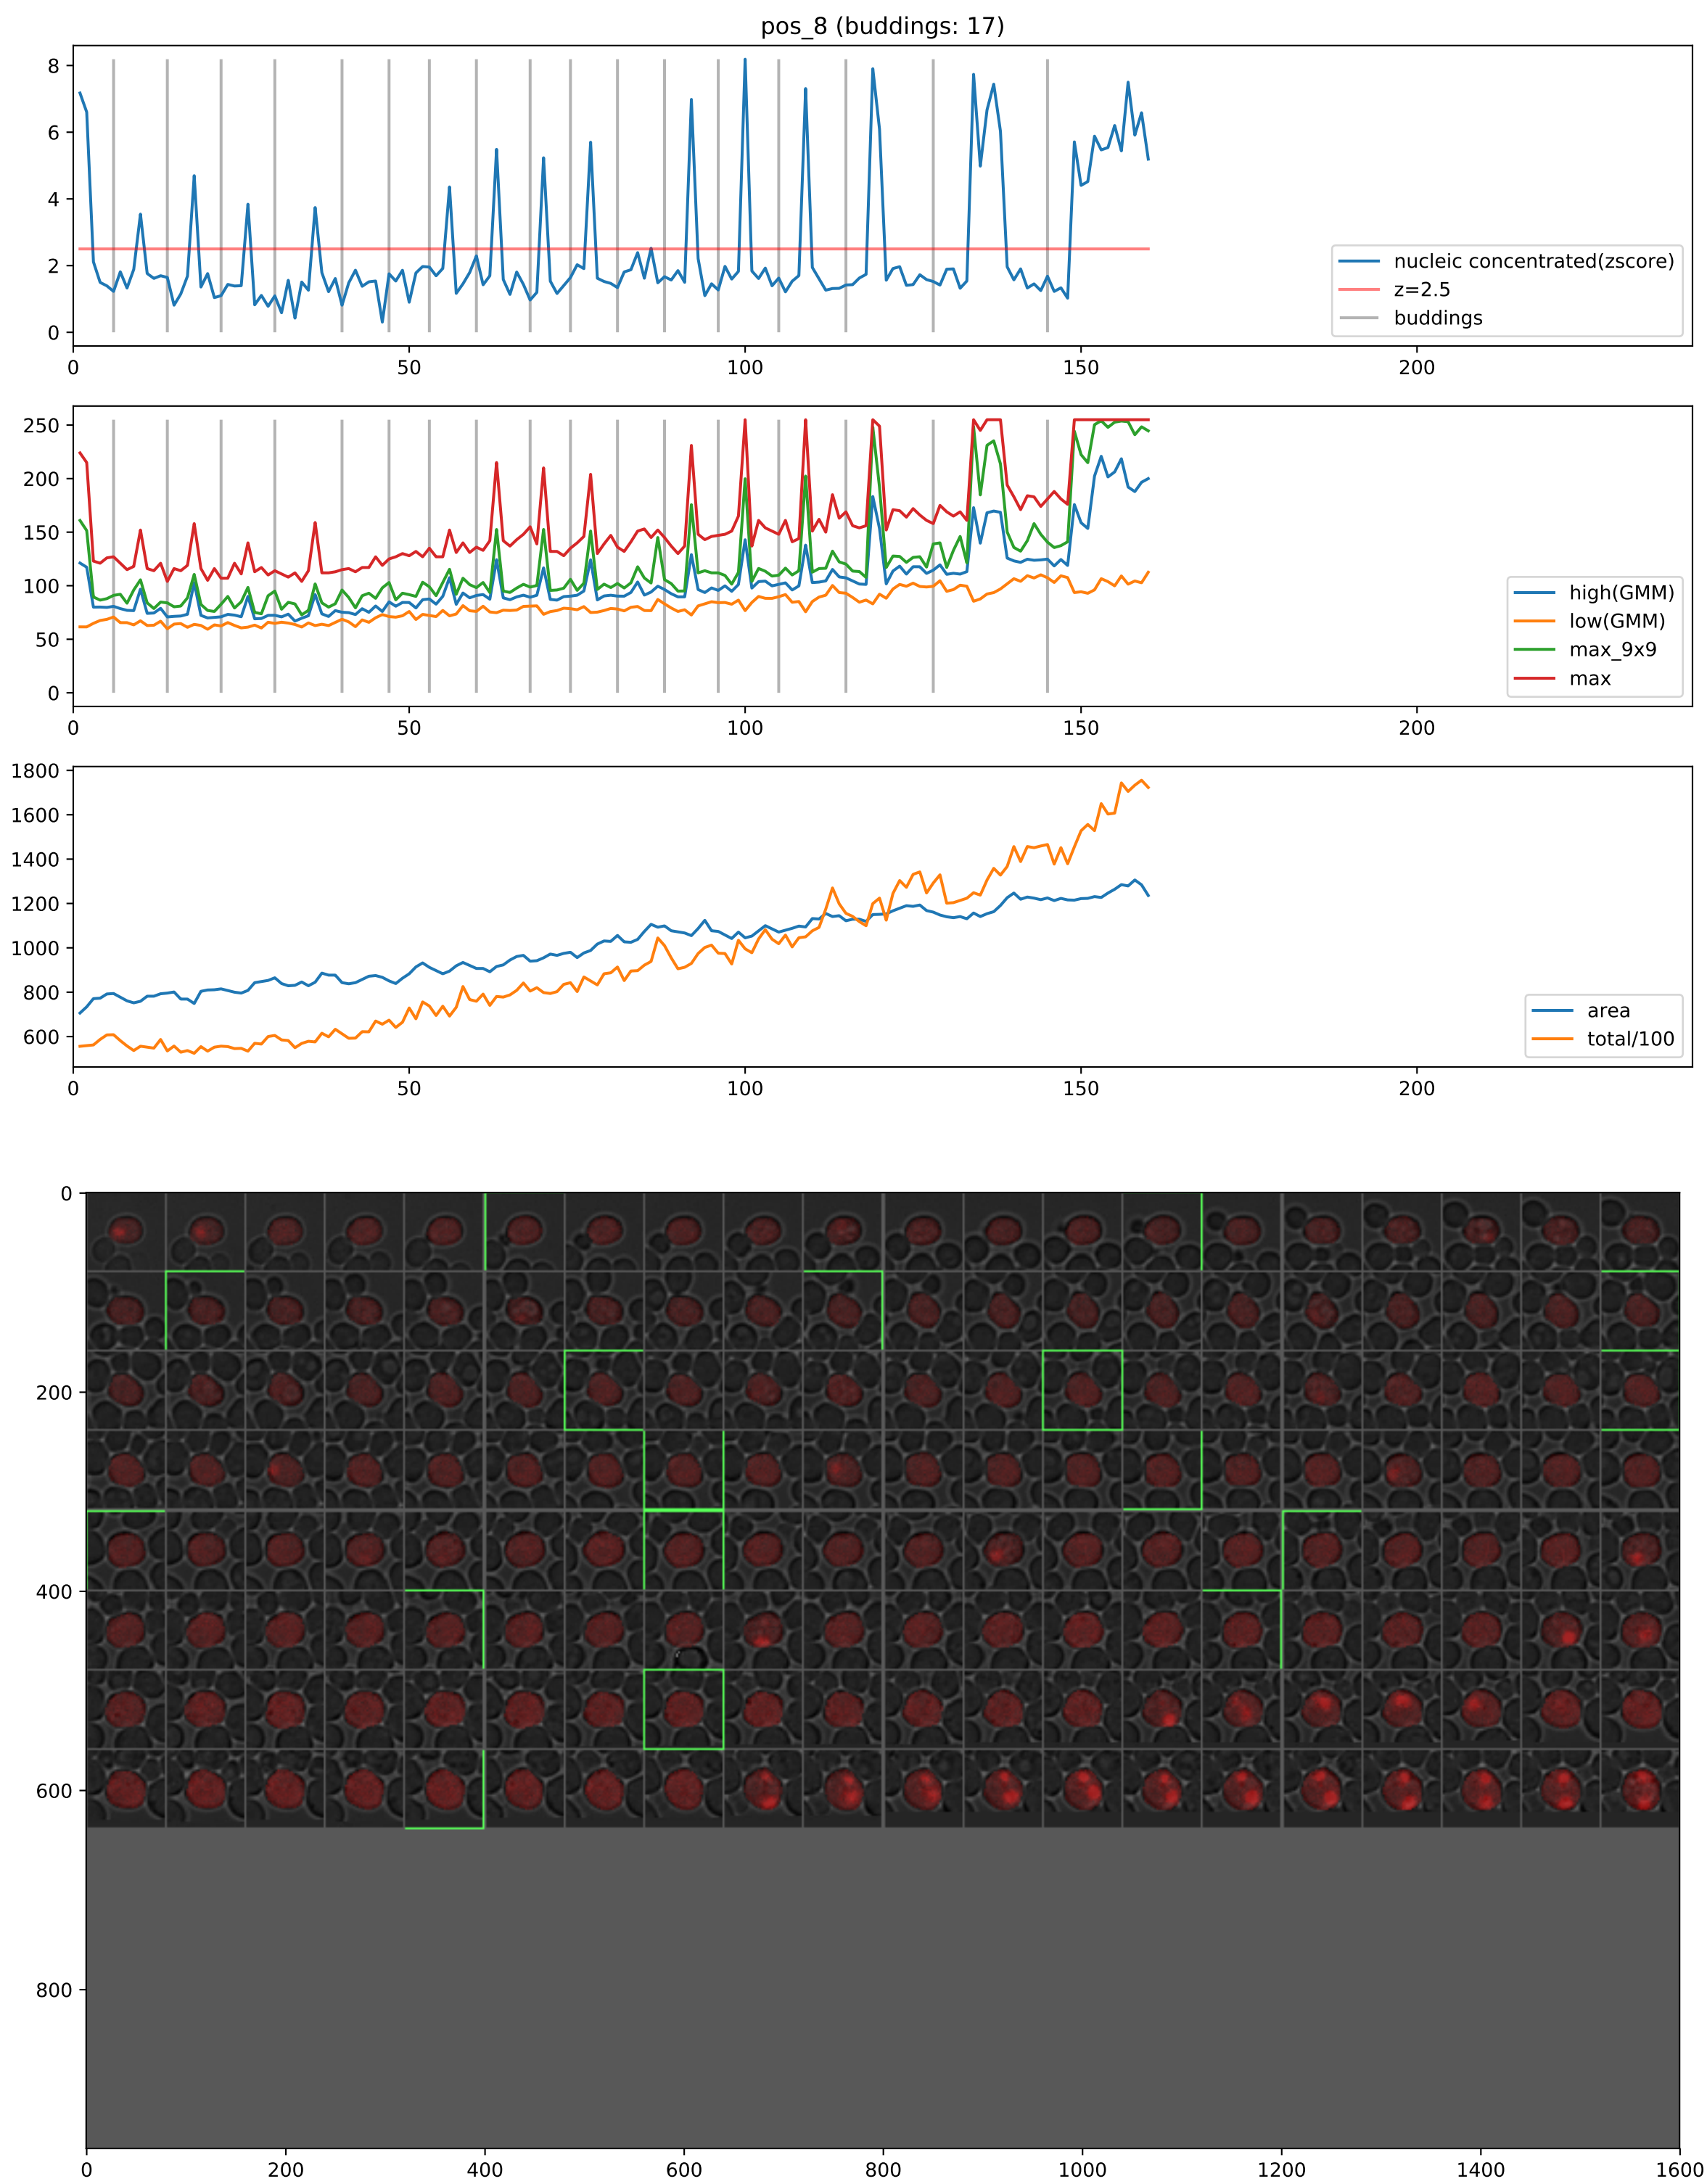 pos_8 (buddings: 17)
8
6
4
2
0
nucleic concentrated(zscore)
z=2.5
buddings
0 50 100 150 200
250
200
150
100
50
0
high(GMM)
low(GMM)
max_9x9
max
0 50 100 150 200
1800
1600
1400
1200
1000
800
600
area
total/100
0 50 100 150 200
0
200
400
600
800
0 200 400 600 800 1000 1200 1400 1600